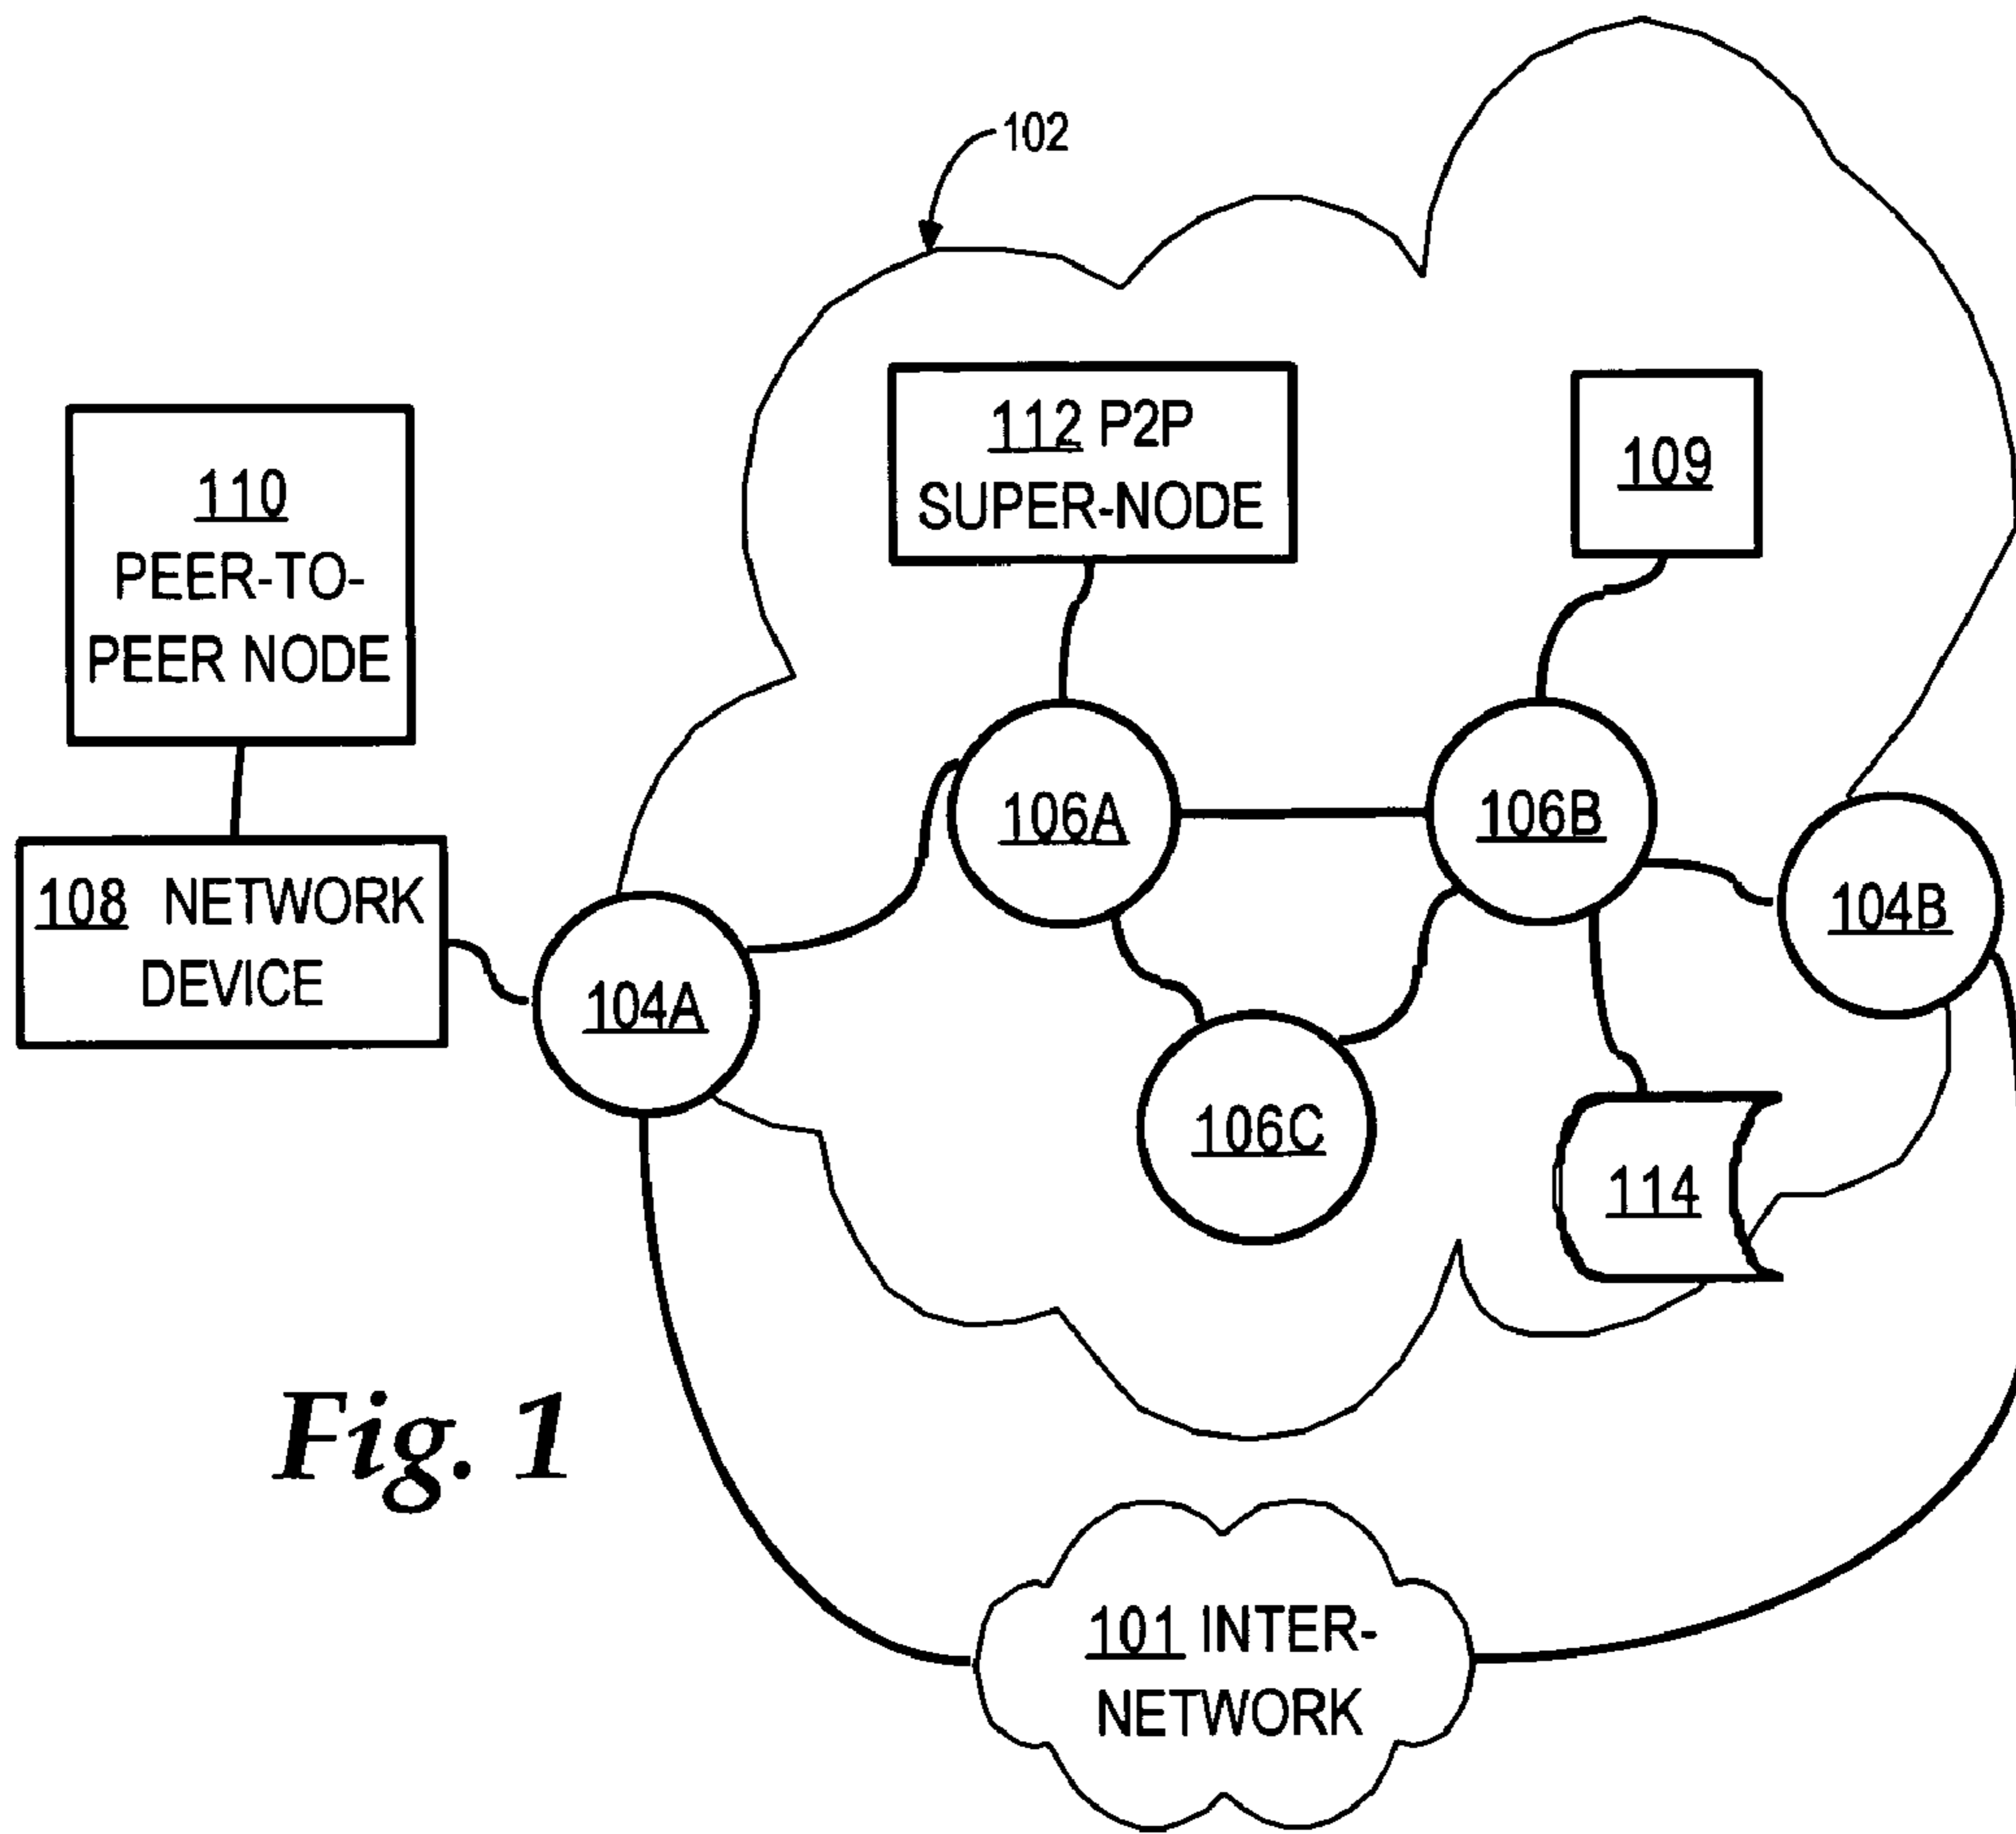 102
112 P2P
SUPER-NODE
109
110
PEER-TO-
PEER NODE
106A
106B
108 NETWORK
DEVICE
104B
104A
106C
114
Fig. 1
101 INTER-
NETWORK